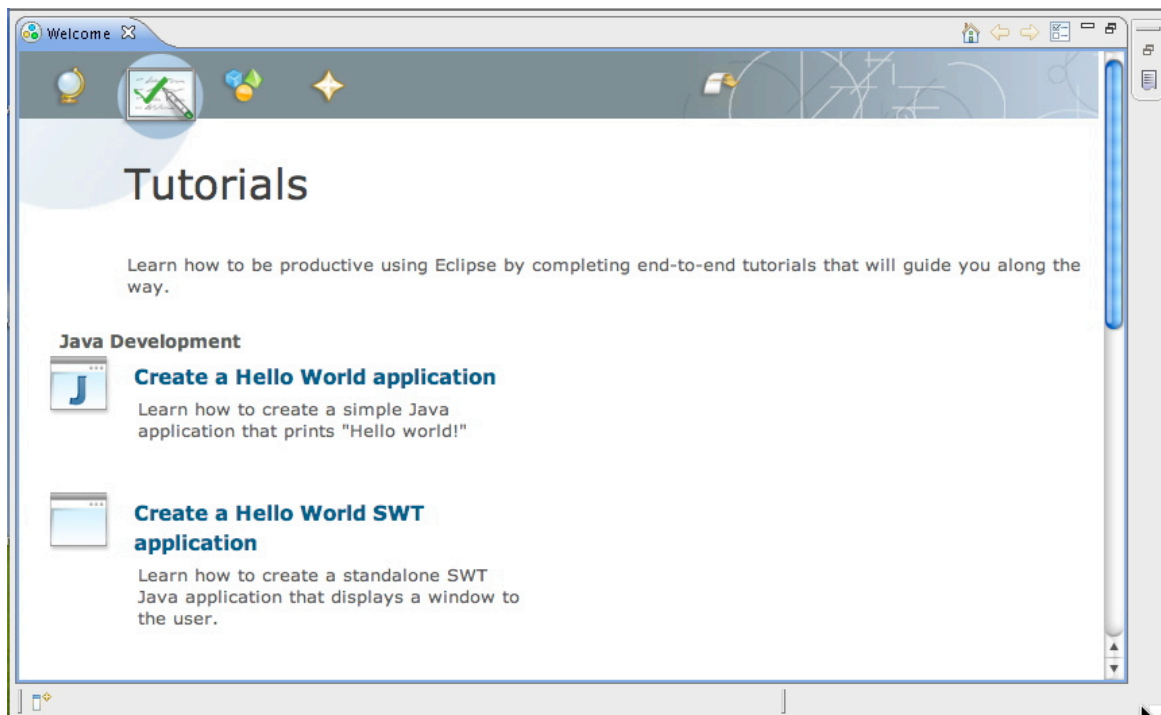 Welcome
Tutorials
Learn how to be productive using Eclipse by completing end-to-end tutorials that will guide you along the
way.
Java Development
J
Create a Hello World application
Learn how to create a simple Java
application that prints "Hello world!"
Create a Hello World SWT
application
Learn how to create a standalone SWT
Java application that displays a window to
the user.